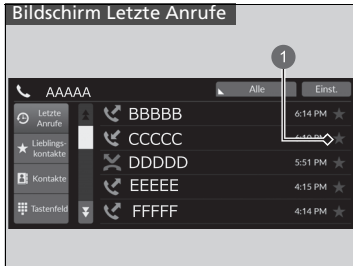 Bildschirm Letzte Anrufe
1
AAAAA
Alle
Einst.
Letzte
Anrufe
Lieblings-
kontakte
Kontakte
Tastenfeld
BBBBB
6:14 PM
CCCCC
PM
DDDDD
5:51 PM
EEEEE
4:15 PM
FFFFF
4:14 PM